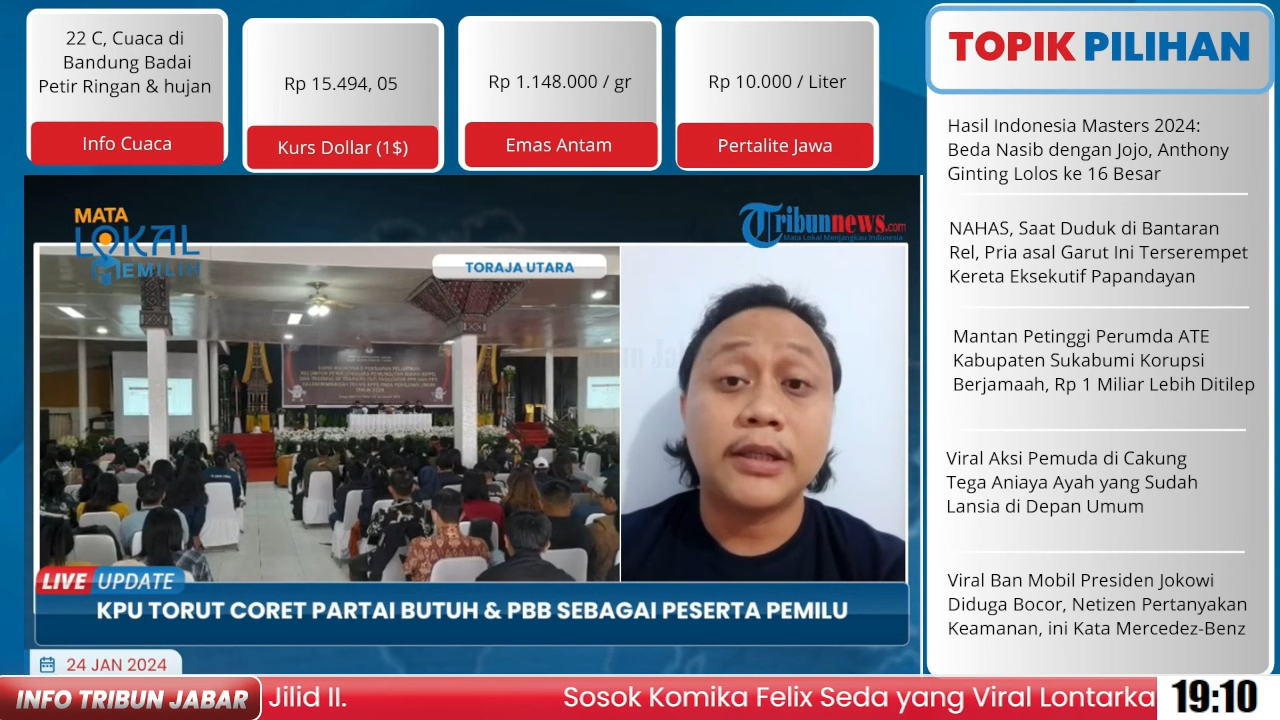 22 C, Cuaca di
Bandung Badai
Petir Ringan & hujan
Info Cuaca
Rp 15.494, 05
Kurs Dollar (1$)
Rp 1.148.000 / gr
Emas Antam
Rp 10.000 / Liter
Pertalite Jawa
TOPIK PILIHAN
Hasil Indonesia Masters 2024:
Beda Nasib dengan Jojo, Anthony
Ginting Lolos ke 16 Besar
NAHAS, Saat Duduk di Bantaran
Rel, Pria asal Garut Ini Terserempet
Kereta Eksekutif Papandayan
Mantan Petinggi Perumda ATE
Kabupaten Sukabumi Korupsi
Berjamaah, Rp 1 Miliar Lebih Ditilep
Viral Aksi Pemuda di Cakung
Tega Aniaya Ayah yang Sudah
Lansia di Depan Umum
Viral Ban Mobil Presiden Jokowi
Diduga Bocor, Netizen Pertanyakan
Keamanan, ini Kata Mercedez-Benz
MATA
LOKAL
MEMILIH
Tribunnews.com
Mata Lokal Menjangkau Indonesia
TORAJA UTARA
LIVE UPDATE
KPU TORUT CORET PARTAI BUTUH & PBB SEBAGAI PESERTA PEMILU
24 JAN 2024
INFO TRIBUN JABAR
Jilid II. Sosok Komika Felix Seda yang Viral Lontarka
19:10